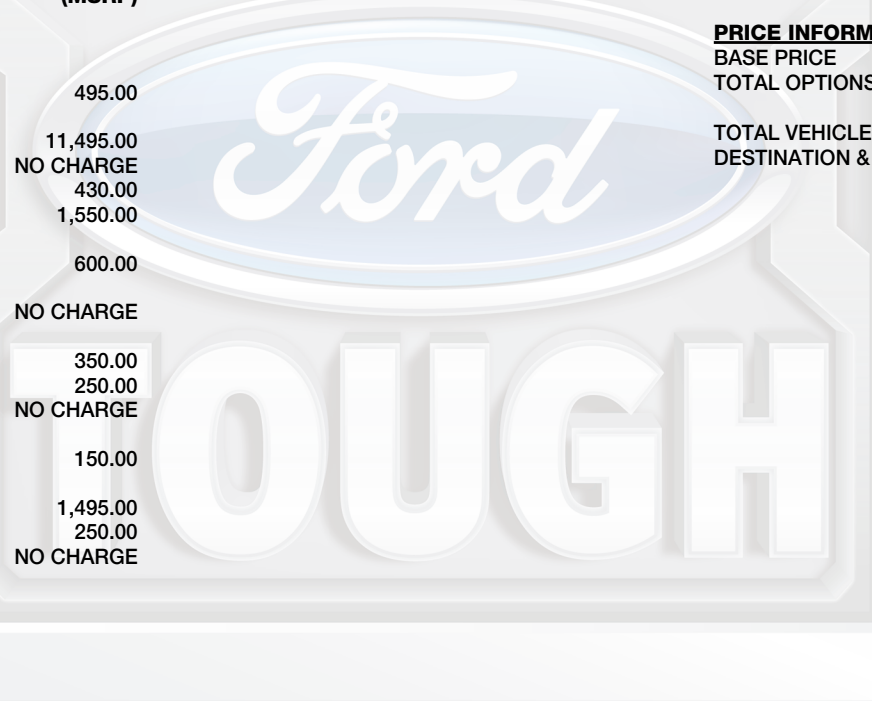 (MSRP)
495.00
11,495.00
NO CHARGE
430.00
1,550.00
600.00
NO CHARGE
350.00
250.00
NO CHARGE
150.00
1,495.00
250.00
NO CHARGE
PRICE INFORM
BASE PRICE
TOTAL OPTIONS
TOTAL VEHICLE
DESTINATION &
Ford
TOUGH